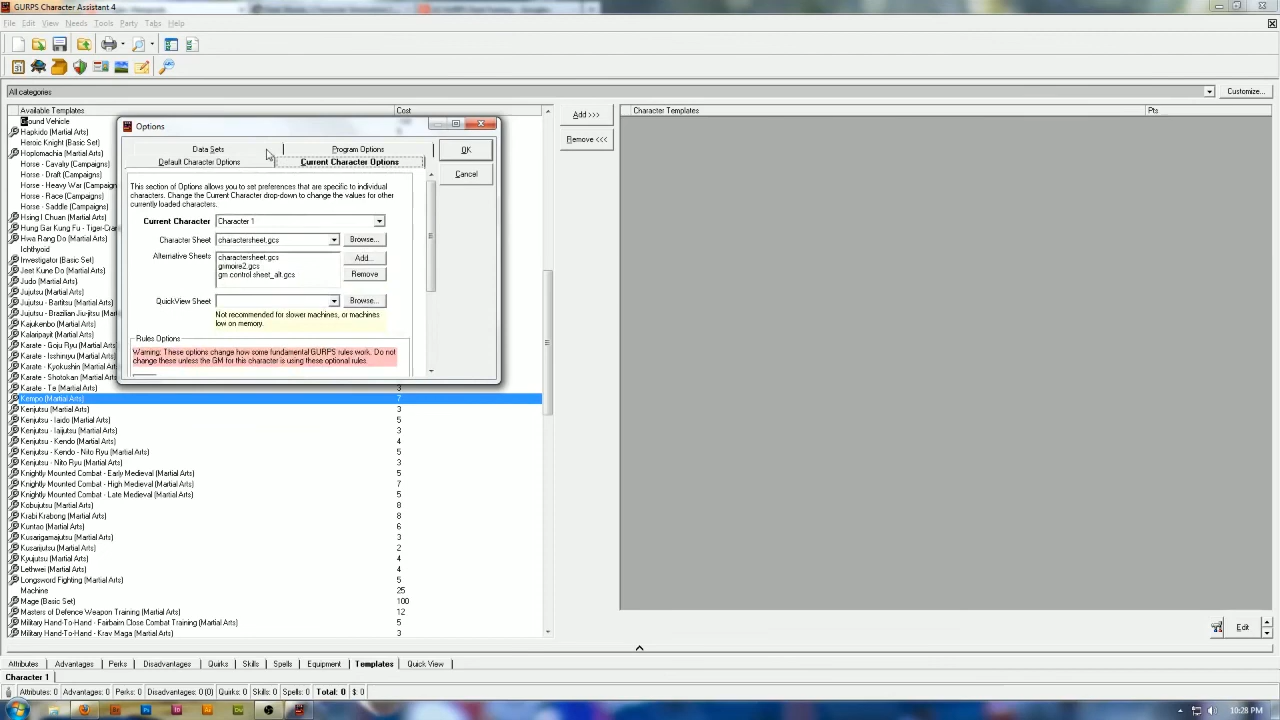 GURPS Character Assistant 4
File Edit View Needs Tools Party Tabs Help
All categories
Customize...
Available Templates Cost
Ground Vehicle
Hapkido (Martial Arts)
Heroic Knight (Basic Set)
Hoplomachia (Martial Arts)
Horse - Cavalry (Campaigns)
Horse - Draft (Campaigns)
Horse - Heavy War (Campaigns)
Horse - Race (Campaigns)
Horse - Saddle (Campaigns)
Hsing I Chuan (Martial Arts)
Hung Gar Kung Fu - Tiger-Cra
Hwa Rang Do (Martial Arts)
Ichthyoid
Investigator (Basic Set)
Jeet Kune Do (Martial Arts)
Judo (Martial Arts)
Jujutsu (Martial Arts)
Jujutsu - Bartitsu (Martial Arts)
Jujutsu - Brazilian Jiu-jitsu (Mar
Kajukenbo (Martial Arts)
Kalaripayit (Martial Arts)
Karate - Goju Ryu (Martial Arts)
Karate - Isshinryu (Martial Arts)
Karate - Kyokushin (Martial Arts)
Karate - Shotokan (Martial Arts)
Karate - Te (Martial Arts) 3
Kempo (Martial Arts) 7
Kenjutsu (Martial Arts) 3
Kenjutsu - Iaido (Martial Arts) 5
Kenjutsu - Iaijutsu (Martial Arts) 3
Kenjutsu - Kendo (Martial Arts) 4
Kenjutsu - Kendo - Nito Ryu (Martial Arts) 5
Kenjutsu - Nito Ryu (Martial Arts) 3
Knightly Mounted Combat - Early Medieval (Martial Arts) 5
Knightly Mounted Combat - High Medieval (Martial Arts) 7
Knightly Mounted Combat - Late Medieval (Martial Arts) 5
Kobujutsu (Martial Arts) 8
Krabi Krabong (Martial Arts) 8
Kuntao (Martial Arts) 6
Kusarigamajutsu (Martial Arts) 3
Kusarijutsu (Martial Arts) 2
Kyujutsu (Martial Arts) 4
Lethwei (Martial Arts) 4
Longsword Fighting (Martial Arts) 5
Machine 25
Mage (Basic Set) 100
Masters of Defence Weapon Training (Martial Arts) 12
Military Hand-To-Hand - Fairbairn Close Combat Training (Martial Arts) 5
Military Hand-To-Hand - Krav Maga (Martial Arts) 3
Options
Data Sets Program Options
Default Character Options Current Character Options
OK
Cancel
This section of Options allows you to set preferences that are specific to individual
characters. Change the Current Character drop-down to change the values for other
currently loaded characters.
Current Character Character 1
Character Sheet charactersheet.gcs Browse...
Alternative Sheets charactersheet.gcs Add...
grimoire2.gcs
gm control sheet_alt.gcs Remove
QuickView Sheet Browse...
Not recommended for slower machines, or machines
low on memory.
Rules Options
Warning: These options change how some fundamental GURPS rules work. Do not
change these unless the GM for this character is using these optional rules.
Add >>>
Remove <<<
Character Templates Pts
Edit
Attributes Advantages Perks Disadvantages Quirks Skills Spells Equipment Templates Quick View
Character 1
Attributes: 0 Advantages: 0 Perks: 0 Disadvantages: 0(0) Quirks: 0 Skills: 0 Spells: 0 Total: 0 $: 0
10:28 PM